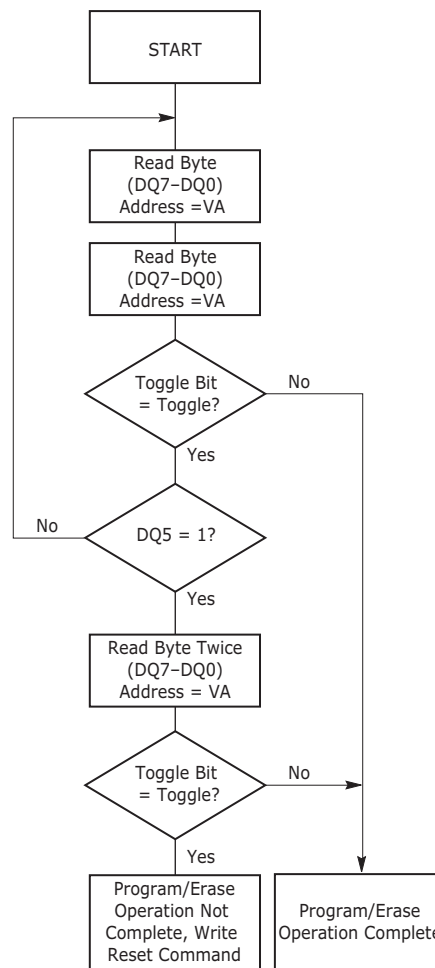 START
Read Byte
(DQ7–DQ0)
Address =VA
Read Byte
(DQ7–DQ0)
Address =VA
Toggle Bit
= Toggle?
No
Yes
No
DQ5 = 1?
Yes
Read Byte Twice
(DQ7–DQ0)
Address = VA
Toggle Bit
= Toggle?
No
Yes
Program/Erase
Operation Not
Complete, Write
Reset Command
Program/Erase
Operation Complete